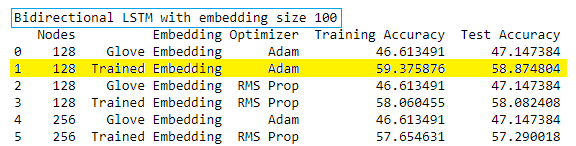 Bidirectional LSTM with embedding size 100
Nodes Embedding Optimizer Training Accuracy Test Accuracy
0 128 Glove Embedding Adam 46.613491 47.147384
1 128 Trained Embedding Adam 59.375876 58.874804
2 128 Glove Embedding RMS Prop 46.613491 47.147384
3 128 Trained Embedding RMS Prop 58.060455 58.082408
4 256 Glove Embedding Adam 46.613491 47.147384
5 256 Trained Embedding RMS Prop 57.654631 57.290018